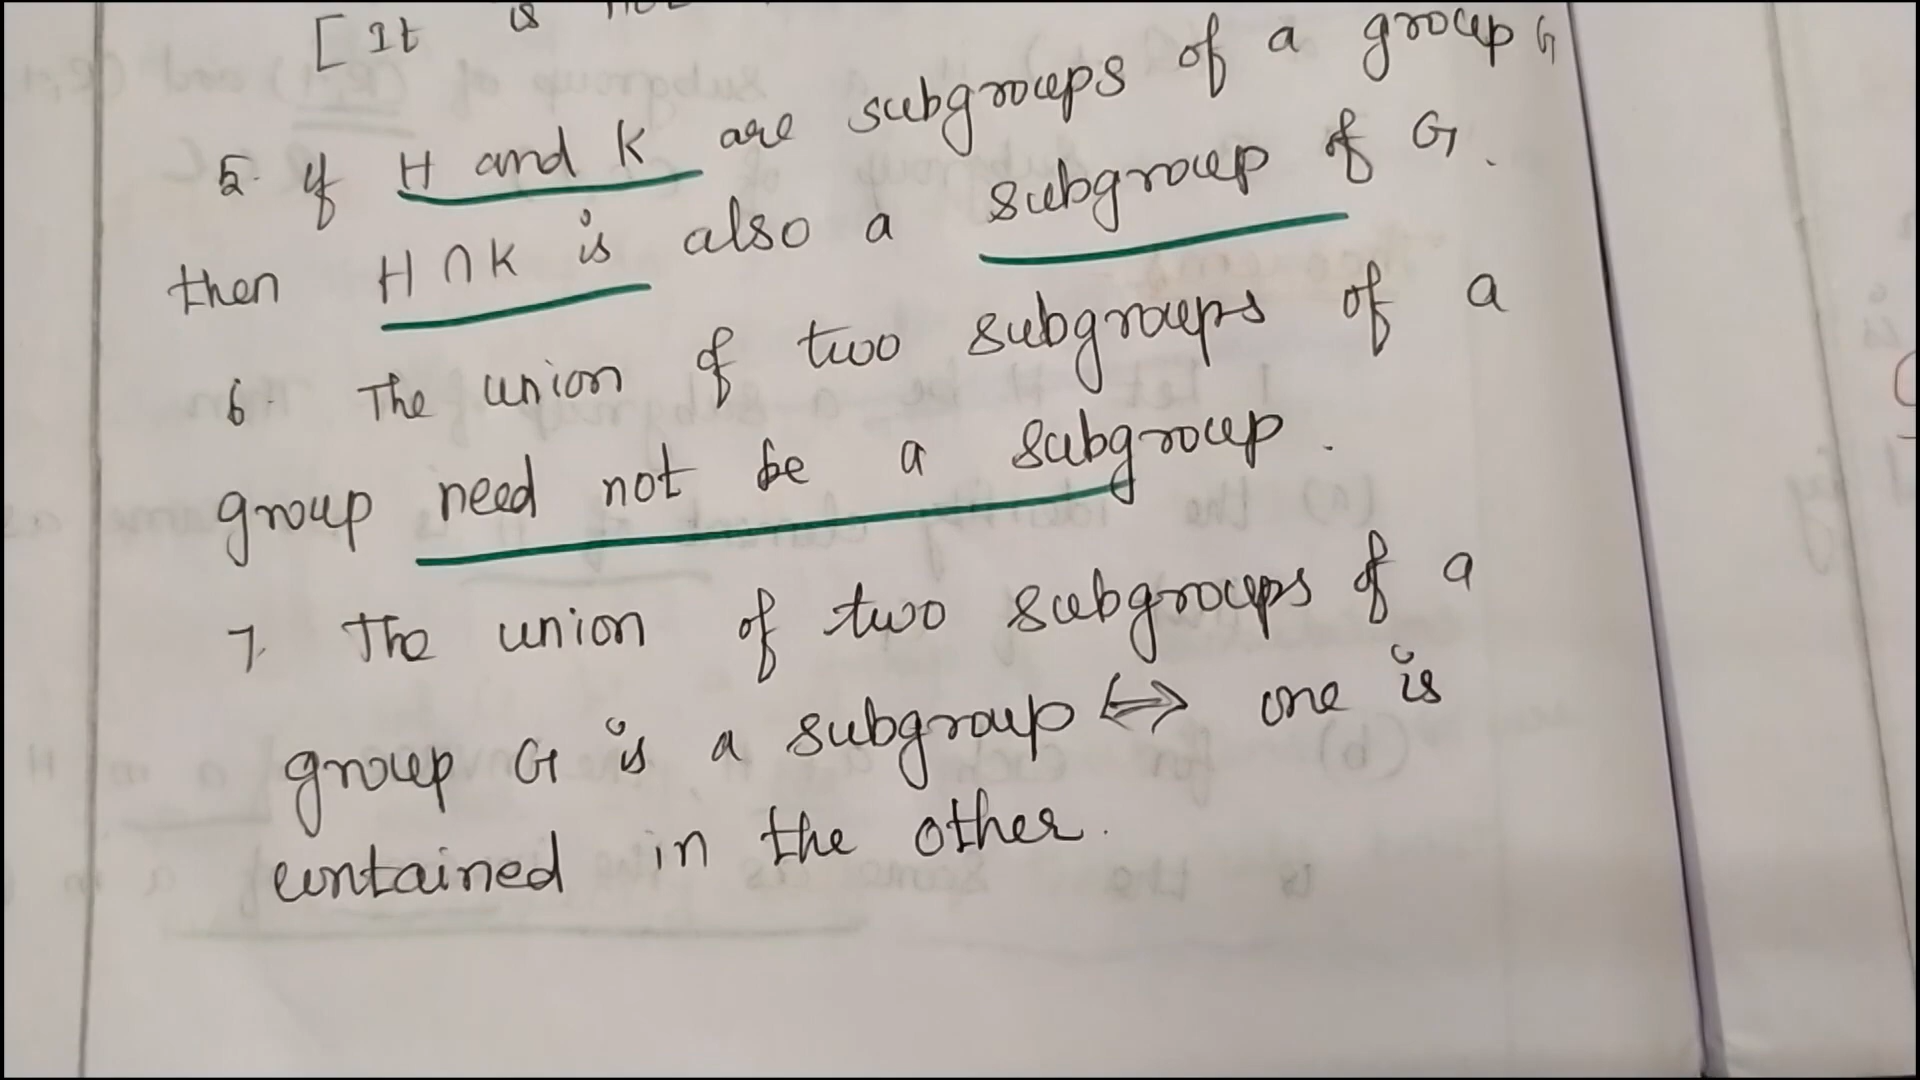 [It is
5. If H and K are subgroups of a group G
then H ∩ K is also a subgroup of G.
6. The union of two subgroups of a
group need not be a subgroup.
7. The union of two subgroups of a
group G is a subgroup ⟺ one is
contained in the other.